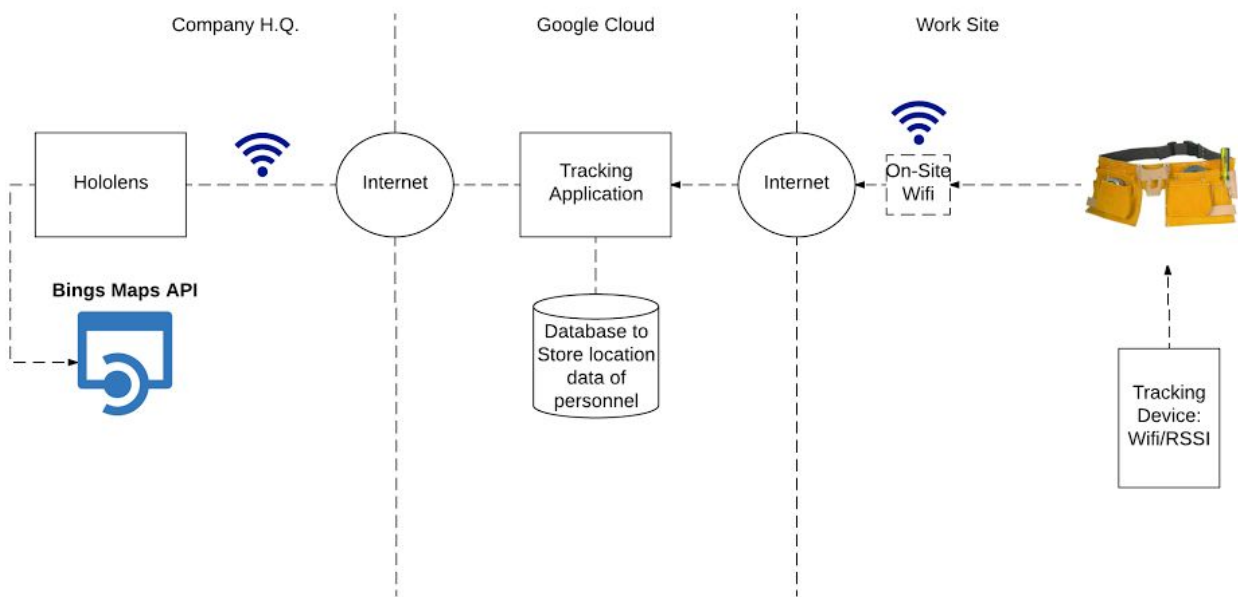 Company H.Q.
Google Cloud
Work Site
Hololens
Internet
Tracking
Application
Internet
On-Site
Wifi
Bings Maps API
Database to
Store location
data of
personnel
Tracking
Device:
Wifi/RSSI